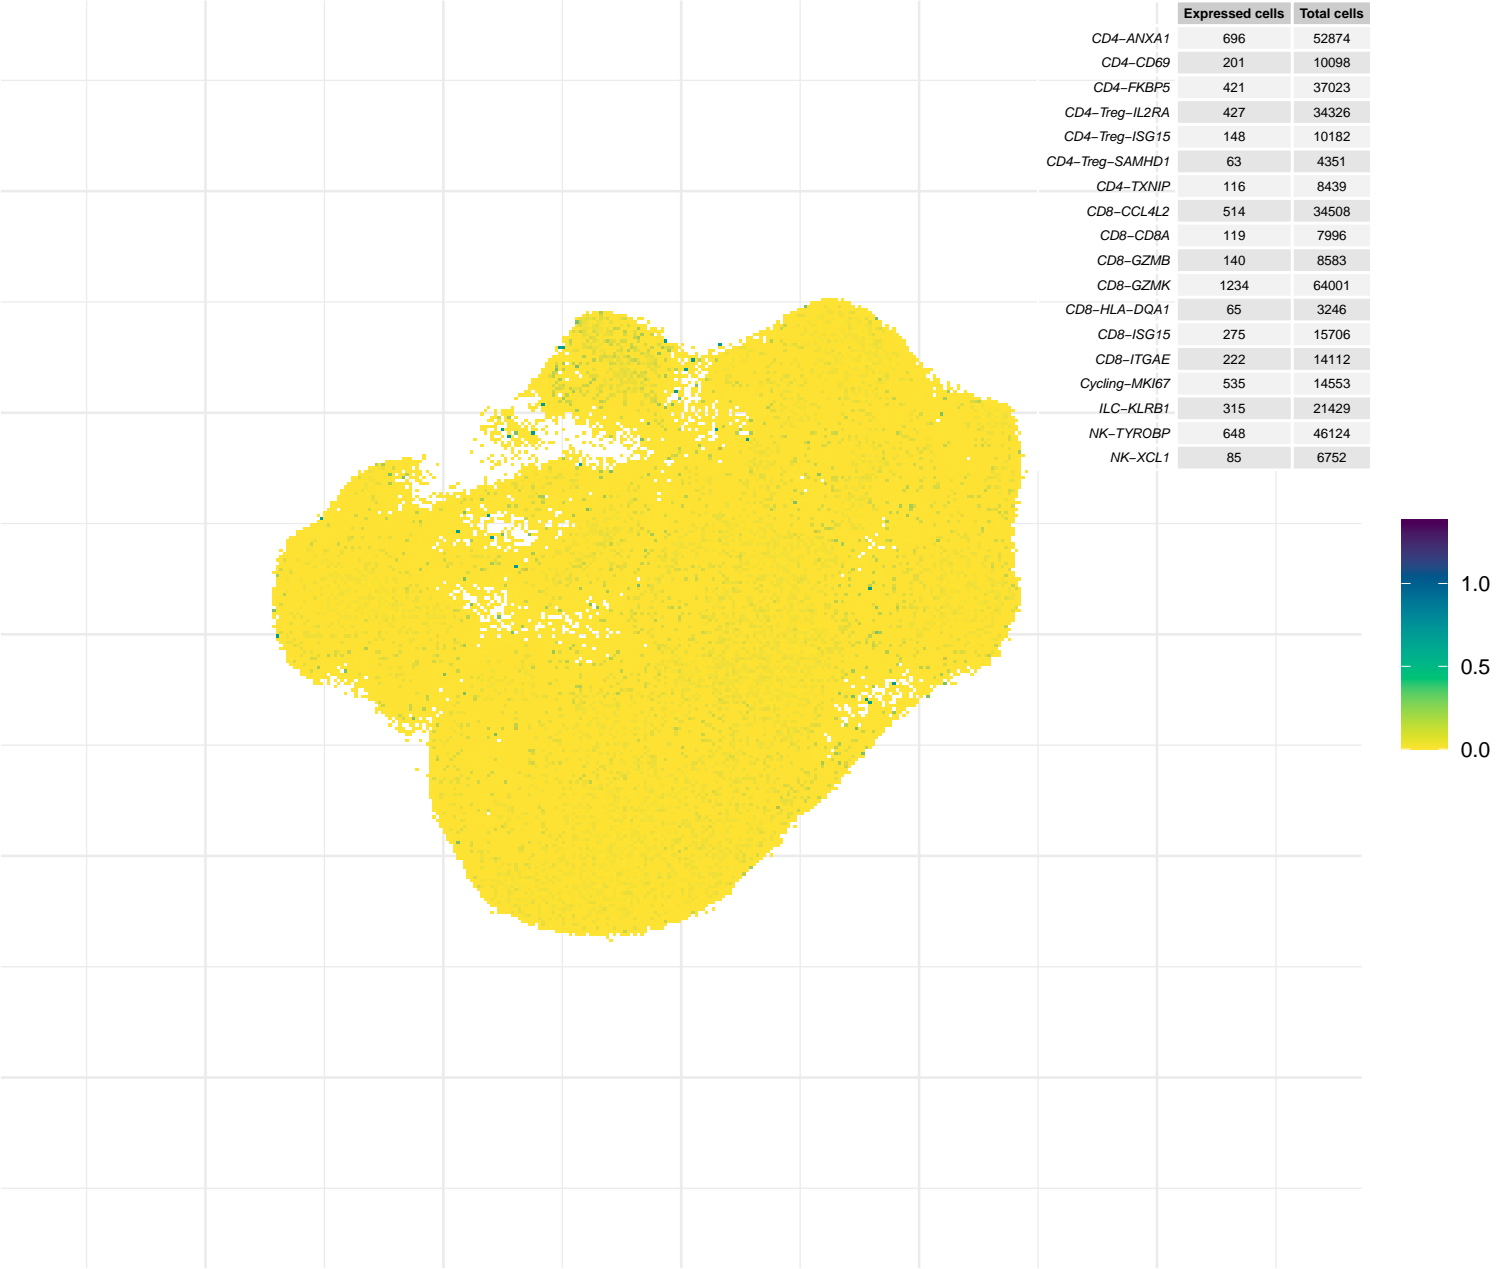 Expressed cells Total cells
CD4−ANXA1 696 52874
CD4−CD69 201 10098
CD4−FKBP5 421 37023
CD4−Treg−IL2RA 427 34326
CD4−Treg−ISG15 148 10182
CD4−Treg−SAMHD1 63 4351
CD4−TXNIP 116 8439
CD8−CCL4L2 514 34508
CD8−CD8A 119 7996
CD8−GZMB 140 8583
CD8−GZMK 1234 64001
CD8−HLA−DQA1 65 3246
CD8−ISG15 275 15706
CD8−ITGAE 222 14112
Cycling−MKI67 535 14553
ILC−KLRB1 315 21429
NK−TYROBP 648 46124
NK−XCL1 85 6752
1.0
0.5
0.0